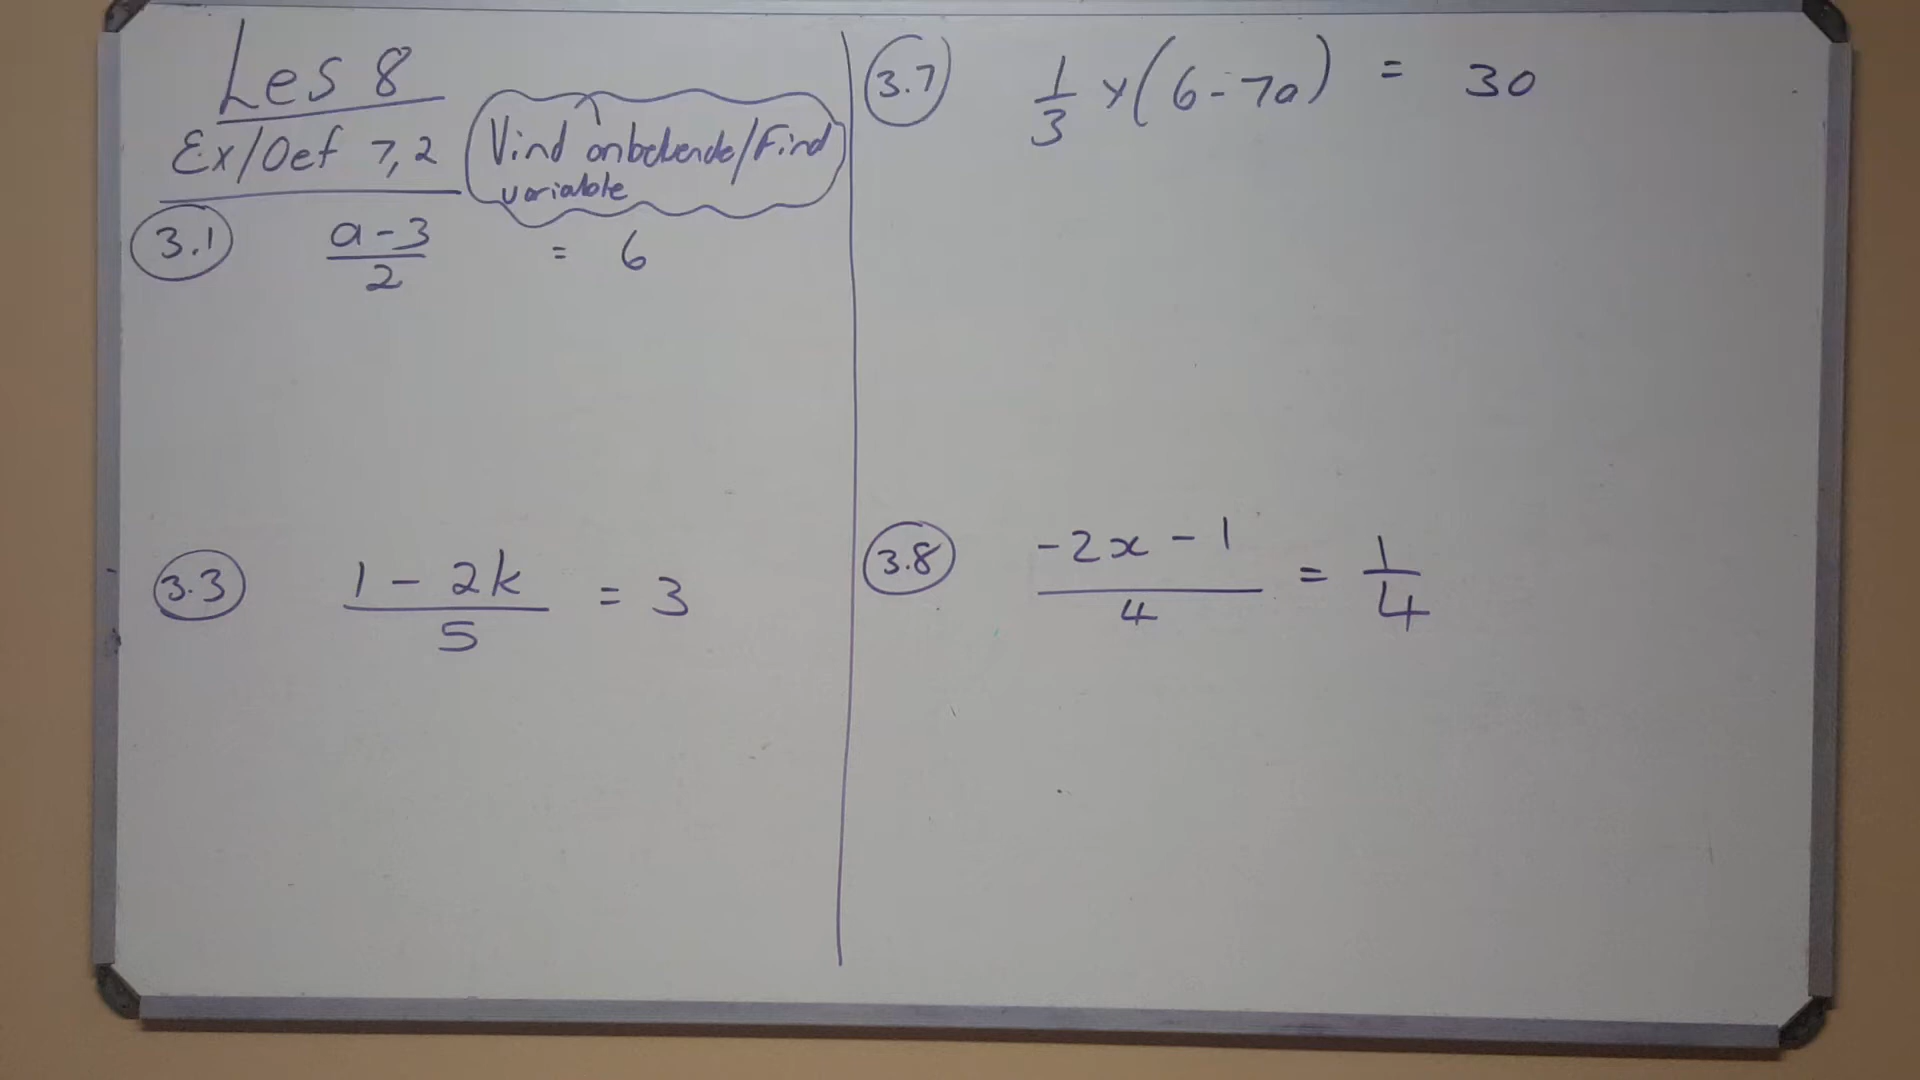 Les 8
Ex/Oef 7,2
Vind onbekende/Find
variable
3.1 a-3/2 = 6
3.3 1 - 2k/5 = 3
3.7 1/3 × (6-7a) = 30
3.8 -2x - 1/4 = 1/4